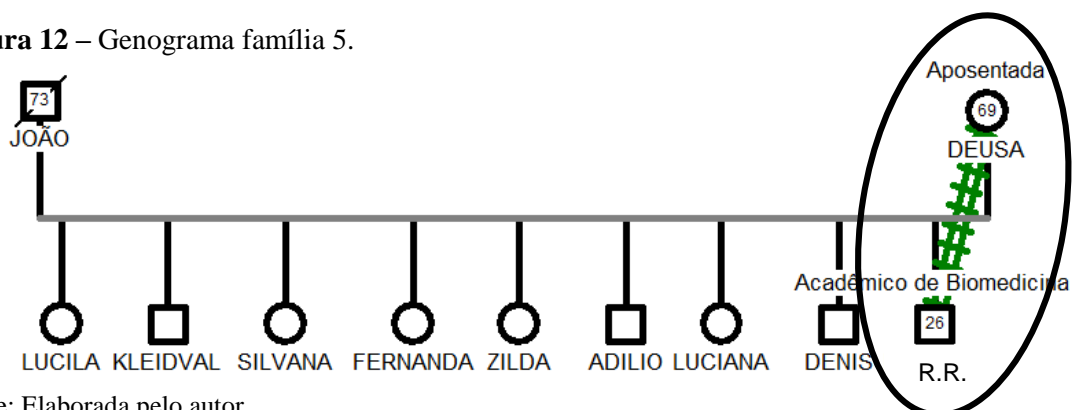 ura 12 – Genograma família 5.
Aposentada
73
69
JOÃO
DEUSA
Acadêmico de Biomedicina
26
LUCILA KLEIDVAL SILVANA FERNANDA ZILDA ADILIO LUCIANA DENIS
R.R.
e: Elaborada pelo autor